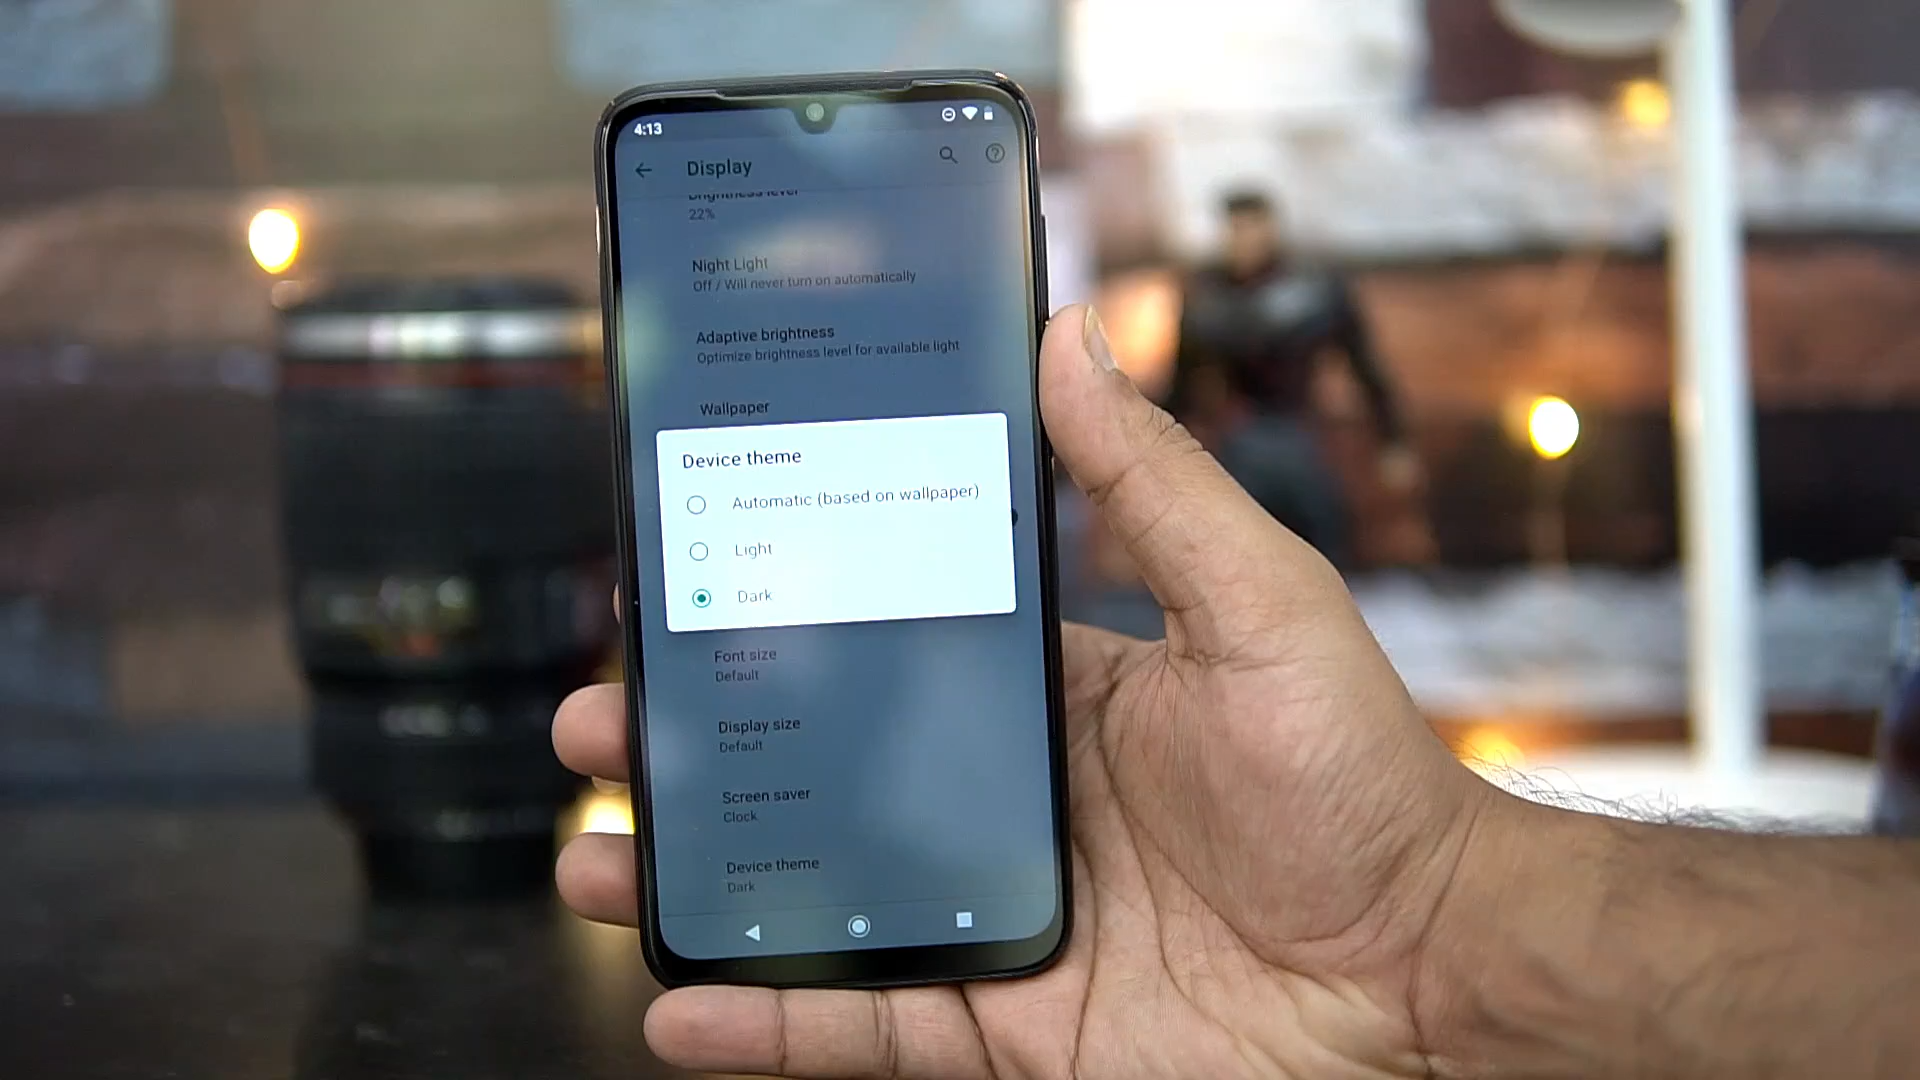 4:13
Display
Brightness level
22%
Night Light
Off / Will never turn on automatically
Adaptive brightness
Optimize brightness level for available light
Wallpaper
Device theme
Automatic (based on wallpaper)
Light
Dark
Font size
Default
Display size
Default
Screen saver
Clock
Device theme
Dark